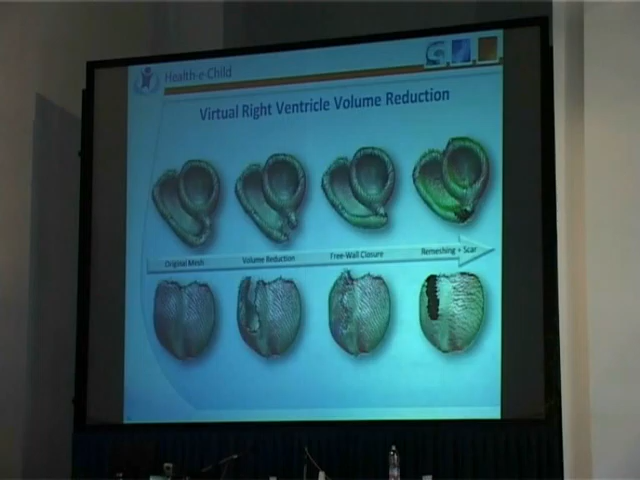 Health-e-Child
Virtual Right Ventricle Volume Reduction
Original Mesh
Volume Reduction
Free-Wall Closure
Remeshing + Scar